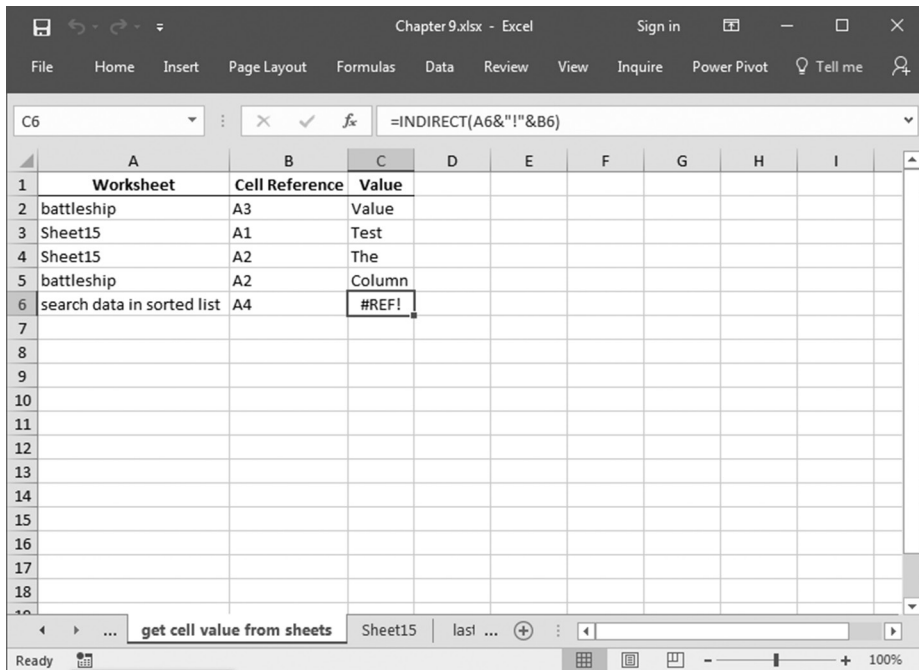 Chapter 9.xlsx - Excel Sign in
File Home Insert Page Layout Formulas Data Review View Inquire Power Pivot Tell me
C6 fx =INDIRECT(A6&"!"&B6)
A B C D E F G H I
1 Worksheet Cell Reference Value
2 battleship A3 Value
3 Sheet15 A1 Test
4 Sheet15 A2 The
5 battleship A2 Column
6 search data in sorted list A4 #REF!
7
8
9
10
11
12
13
14
15
16
17
18
19
... get cell value from sheets Sheet15 last ...
Ready 100%